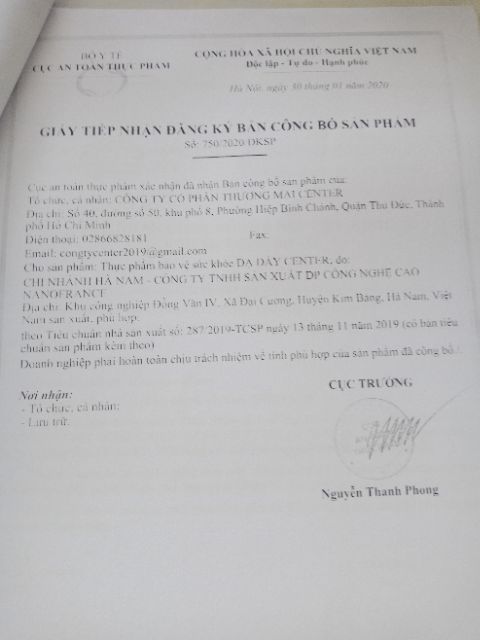 BỘ Y TẾ
CỤC AN TOÀN THỰC PHẨM
CỘNG HÒA XÃ HỘI CHỦ NGHĨA VIỆT NAM
Độc lập - Tự do - Hạnh phúc
Hà Nội, ngày 30 tháng 01 năm 2020
GIẤY TIẾP NHẬN ĐĂNG KÝ BẢN CÔNG BỐ SẢN PHẨM
Số: 750/2020/ĐKSP
Cục an toàn thực phẩm xác nhận đã nhận Bản công bố sản phẩm của:
Tổ chức, cá nhân: CÔNG TY CỔ PHẦN THƯƠNG MẠI CENTER
Địa chỉ: Số 40, đường số 50, khu phố 8, Phường Hiệp Bình Chánh, Quận Thủ Đức, Thành
phố Hồ Chí Minh
Điện thoại: 02866828181 Fax:
Email: congtycenter2019@gmail.com
Cho sản phẩm: Thực phẩm bảo vệ sức khỏe DẠ DÀY CENTER, do:
CHI NHÁNH HÀ NAM - CÔNG TY TNHH SẢN XUẤT DP CÔNG NGHỆ CAO
NANOFRANCE
Địa chỉ: Khu công nghiệp Đồng Văn IV, Xã Đại Cương, Huyện Kim Bảng, Hà Nam, Việt
Nam sản xuất, phù hợp:
theo Tiêu chuẩn nhà sản xuất số: 287/2019-TCSP ngày 13 tháng 11 năm 2019 (có bản tiêu
chuẩn sản phẩm kèm theo)
Doanh nghiệp phải hoàn toàn chịu trách nhiệm về tính phù hợp của sản phẩm đã công bố./.
Nơi nhận:
- Tổ chức, cá nhân;
- Lưu trữ.
CỤC TRƯỞNG
Nguyễn Thanh Phong